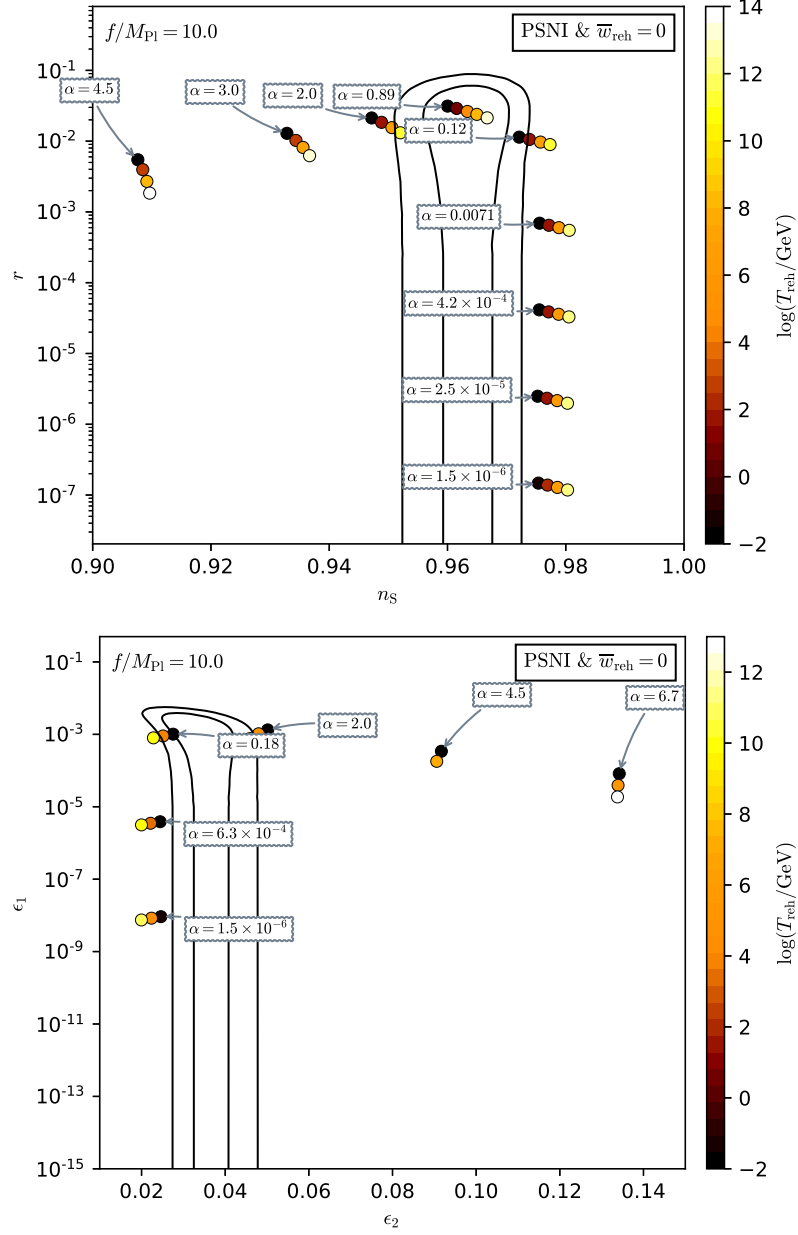 f/M_Pl = 10.0
PSNI & w̅_reh = 0
α = 4.5
α = 3.0
α = 2.0
α = 0.89
α = 0.12
α = 0.0071
α = 4.2 × 10⁻⁴
α = 2.5 × 10⁻⁵
α = 1.5 × 10⁻⁶
10⁻¹
10⁻²
10⁻³
10⁻⁴
10⁻⁵
10⁻⁶
10⁻⁷
r
0.90 0.92 0.94 0.96 0.98 1.00
n_S
14
12
10
8
6
4
2
0
−2
log(T_reh/GeV)
f/M_Pl = 10.0
PSNI & w̅_reh = 0
α = 4.5
α = 6.7
α = 2.0
α = 0.18
α = 6.3 × 10⁻⁴
α = 1.5 × 10⁻⁶
10⁻¹
10⁻³
10⁻⁵
10⁻⁷
10⁻⁹
10⁻¹¹
10⁻¹³
10⁻¹⁵
ϵ₁
0.02 0.04 0.06 0.08 0.10 0.12 0.14
ϵ₂
12
10
8
6
4
2
0
−2
log(T_reh/GeV)